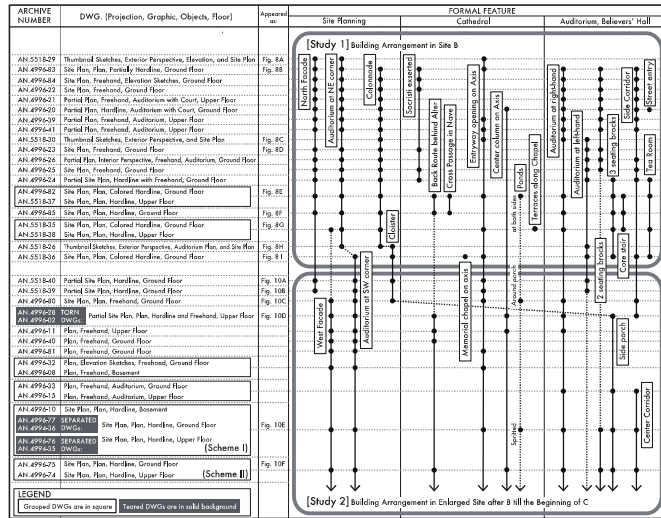 ARCHIVE NUMBER
DWG. (Projection, Graphic, Objects, Floor)
Appeared as:
FORMAL FEATURE
Site Planning
Cathedral
Auditorium, Believers' Hall
[Study 1] Building Arrangement in Site B
AN.5518-29 Thumbnail Sketches, Exterior Perspective, Elevation, and Site Plan Fig. 8A
AN.4996-83 Site Plan, Plan, Partially Hardline, Ground Floor Fig. 8B
AN.4996-84 Site Plan, Freehand, Elevation Sketches, Ground Floor
AN.4996-22 Site Plan, Plan, Freehand, Ground Floor
AN.4996-21 Partial Plan, Freehand, Auditorium with Court, Upper Floor
AN.4996-20 Partial Plan, Hardline, Auditorium with Court, Ground Floor
AN.4996-39 Partial Plan, Freehand, Auditorium, Upper Floor
AN.4996-41 Partial Plan, Freehand, Auditorium, Upper Floor
AN.5518-30 Thumbnail Sketches, Exterior Perspective, and Site Plan Fig. 8C
AN.4996-23 Site Plan, Freehand, Ground Floor Fig. 8D
AN.4996-26 Partial Plan, Interior Perspective, Freehand, Auditorium, Ground Floor
AN.4996-25 Site Plan, Freehand, Ground Floor
AN.4996-24 Partial Site Plan, Hardline with Freehand, Ground Floor
AN.4996-82 Site Plan, Plan, Colored Hardline, Ground Floor Fig. 8E
AN.5518-37 Site Plan, Plan, Hardline, Upper Floor
AN.4996-85 Site Plan, Plan, Hardline, Ground Floor Fig. 8F
AN.5518-35 Site Plan, Plan, Colored Hardline, Ground Floor Fig. 8G
AN.5518-38 Site Plan, Plan, Hardline, Upper Floor
AN.5518-26 Thumbnail Sketches, Exterior Perspective, Auditorium Plan, and Site Plan Fig. 8H
AN.5518-36 Site Plan, Plan, Colored Hardline, Ground Floor Fig. 8I
AN.5518-40 Partial Site Plan, Hardline, Ground Floor Fig. 10A
AN.5518-39 Partial Site Plan, Hardline, Ground Floor Fig. 10B
AN.4996-80 Site Plan, Plan, Freehand, Ground Floor Fig. 10C
AN.4996-28 TORN
AN.4996-02 DWGs:
Partial Site Plan, Plan, Hardline and Freehand, Upper Floor Fig. 10D
AN.4996-11 Plan, Freehand, Upper Floor
AN.4996-40 Plan, Freehand, Ground Floor
AN.4996-81 Plan, Freehand, Ground Floor
AN.4996-32 Plan, Elevation Sketches, Freehand, Ground Floor
AN.4996-08 Plan, Freehand, Basement
AN.4996-33 Plan, Freehand, Auditorium, Ground Floor
AN.4996-15 Plan, Freehand, Auditorium, Upper Floor
AN.4996-10 Site Plan, Plan, Hardline, Basement
AN.4996-77 SEPARATED
AN.4994-36 DWGs:
Site Plan, Plan, Hardline, Ground Floor Fig. 10E
AN.4996-76 SEPARATED
AN.4994-35 DWGs:
Site Plan, Plan, Hardline, Upper Floor
(Scheme I)
AN.4996-75 Site Plan, Plan, Hardline, Ground Floor Fig. 10F
AN.4996-74 Site Plan, Plan, Hardline, Upper Floor (Scheme II)
LEGEND
Grouped DWGs are in square
Teared DWGs are in solid background
North Facade
Auditorium at NE corner
Colonnade
Sacrist exserted
Back Route behind Alter
Cross Passage in Nave
Entryway opening on Axis
Center column on Axis
at both sides
Ponds
Terraces along Chapel
Auditorium at right-hand
Auditorium at lefthand
3 seating brocks
Side Corridor
Street entry
Tea Room
Cloister
Core stair
2 seating brocks
West Facade
Auditorium at SW corner
Memorial chapel on axis
Around porch
Side porch
Center Corridor
Spritted
[Study 2] Building Arrangement in Enlarged Site after B till the Beginning of C